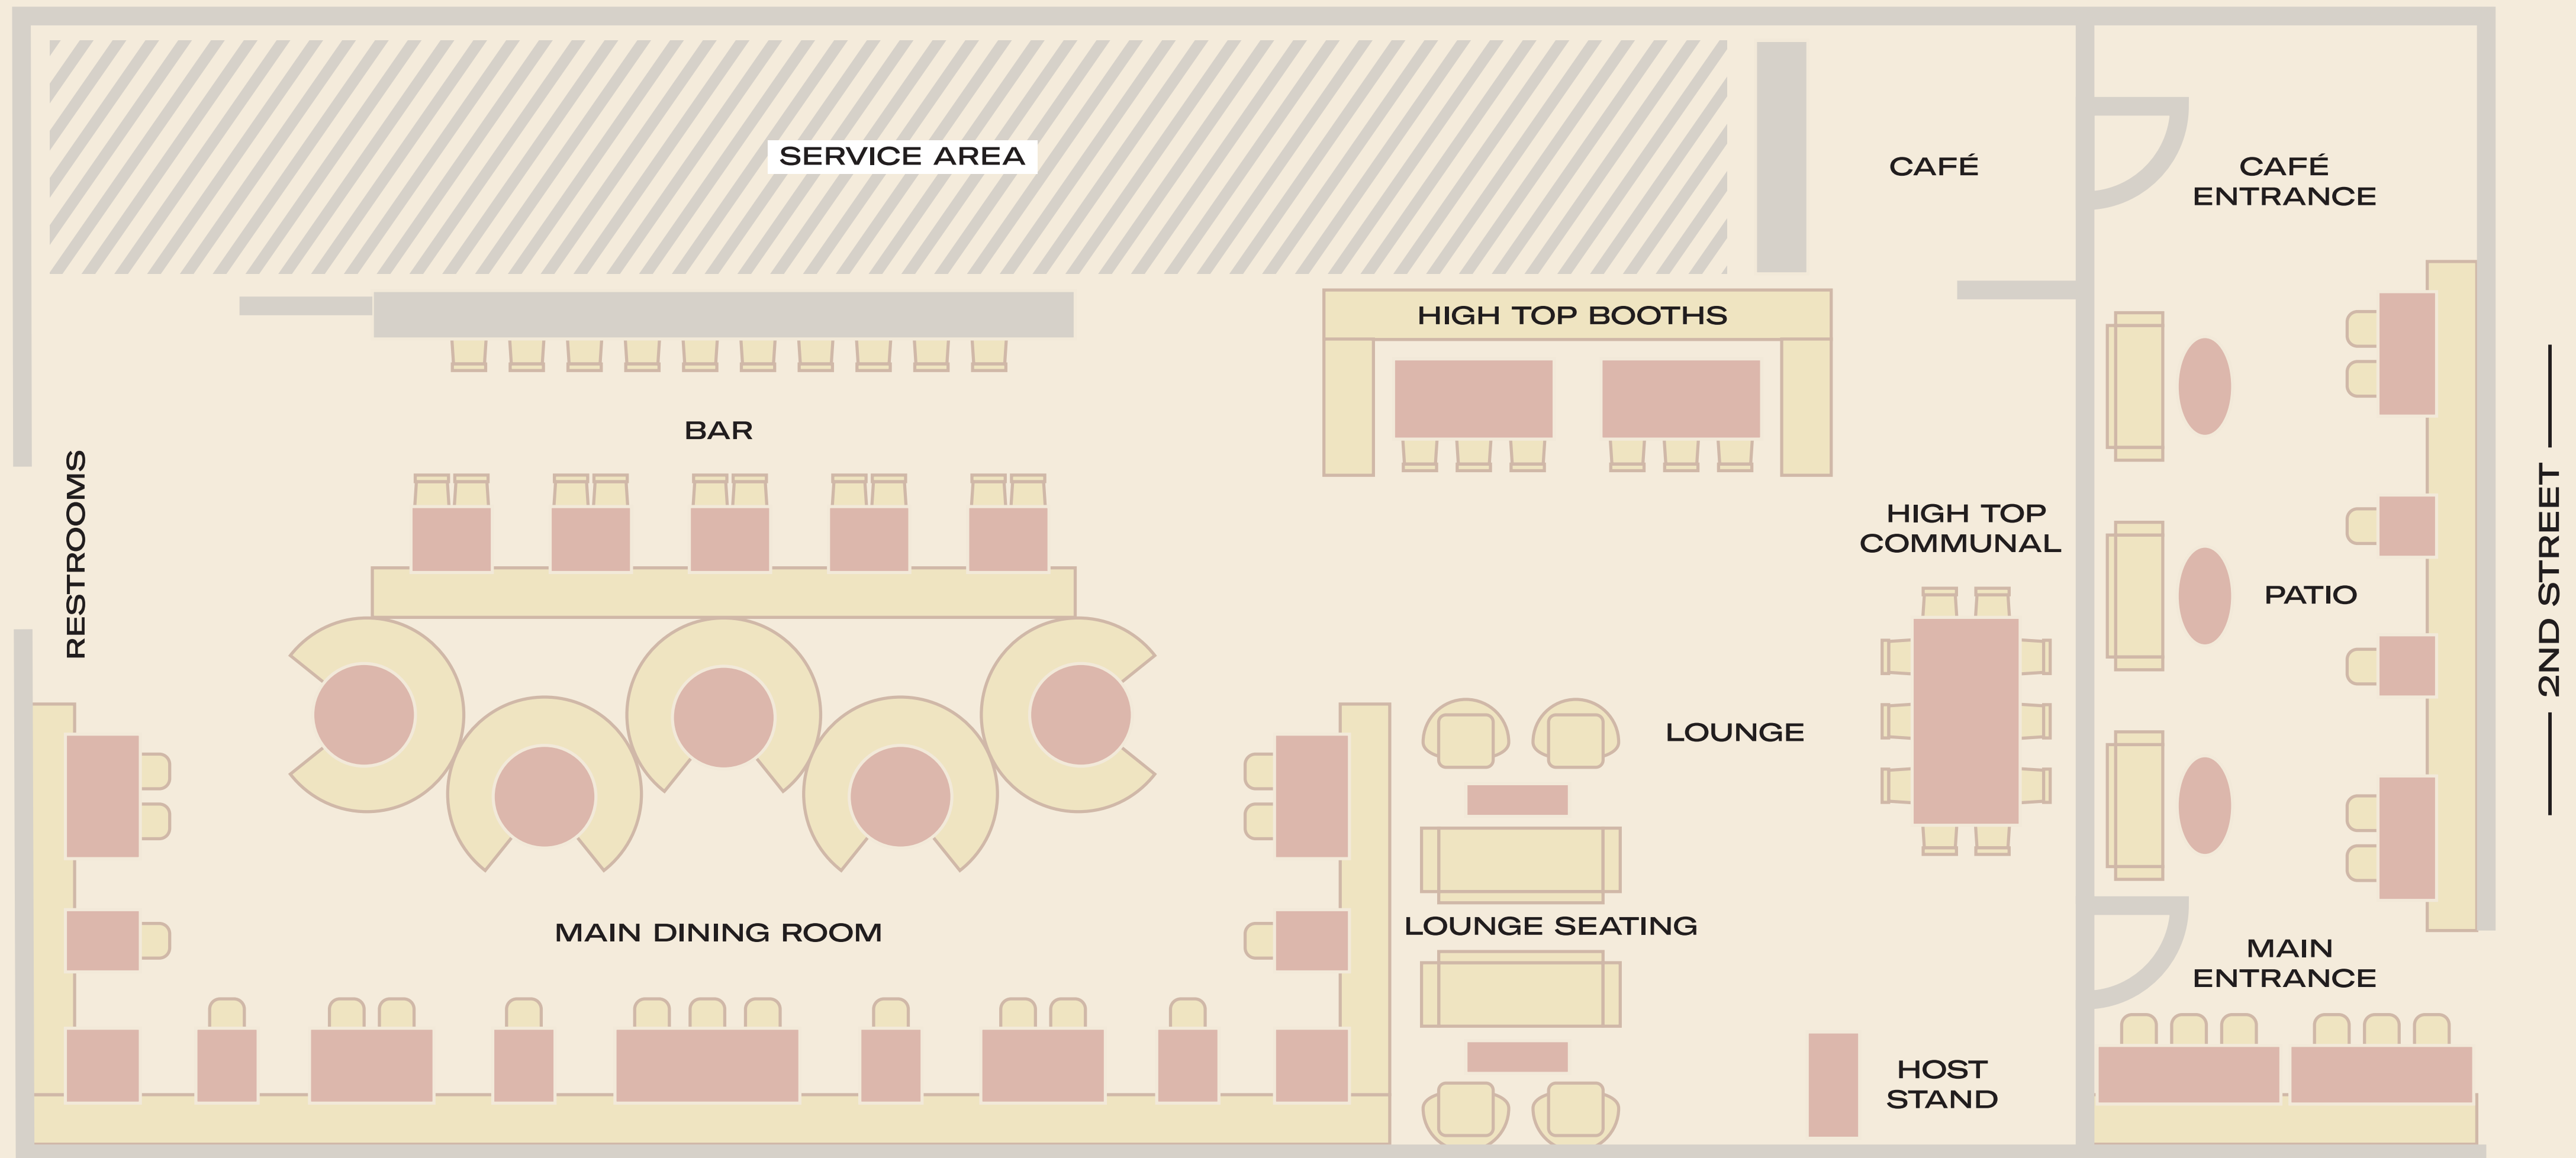 SERVICE AREA
CAFÉ
CAFÉ
ENTRANCE
HIGH TOP BOOTHS
BAR
RESTROOMS
HIGH TOP
COMMUNAL
PATIO
2ND STREET
LOUNGE
MAIN DINING ROOM
LOUNGE SEATING
MAIN
ENTRANCE
HOST
STAND